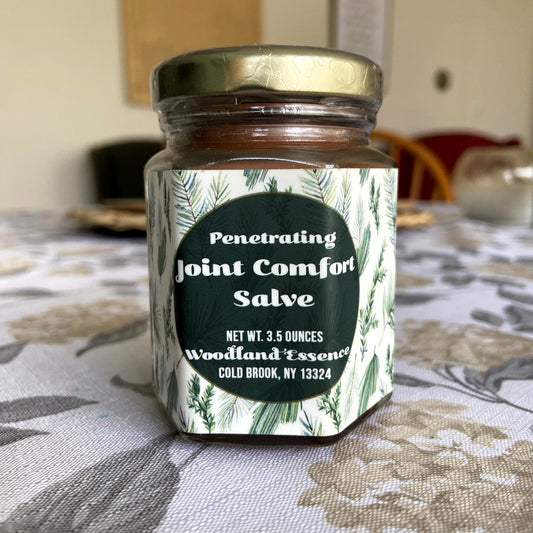 Penetrating
Joint Comfort
Salve
NET WT. 3.5 OUNCES
Woodland Essence
COLD BROOK, NY 13324